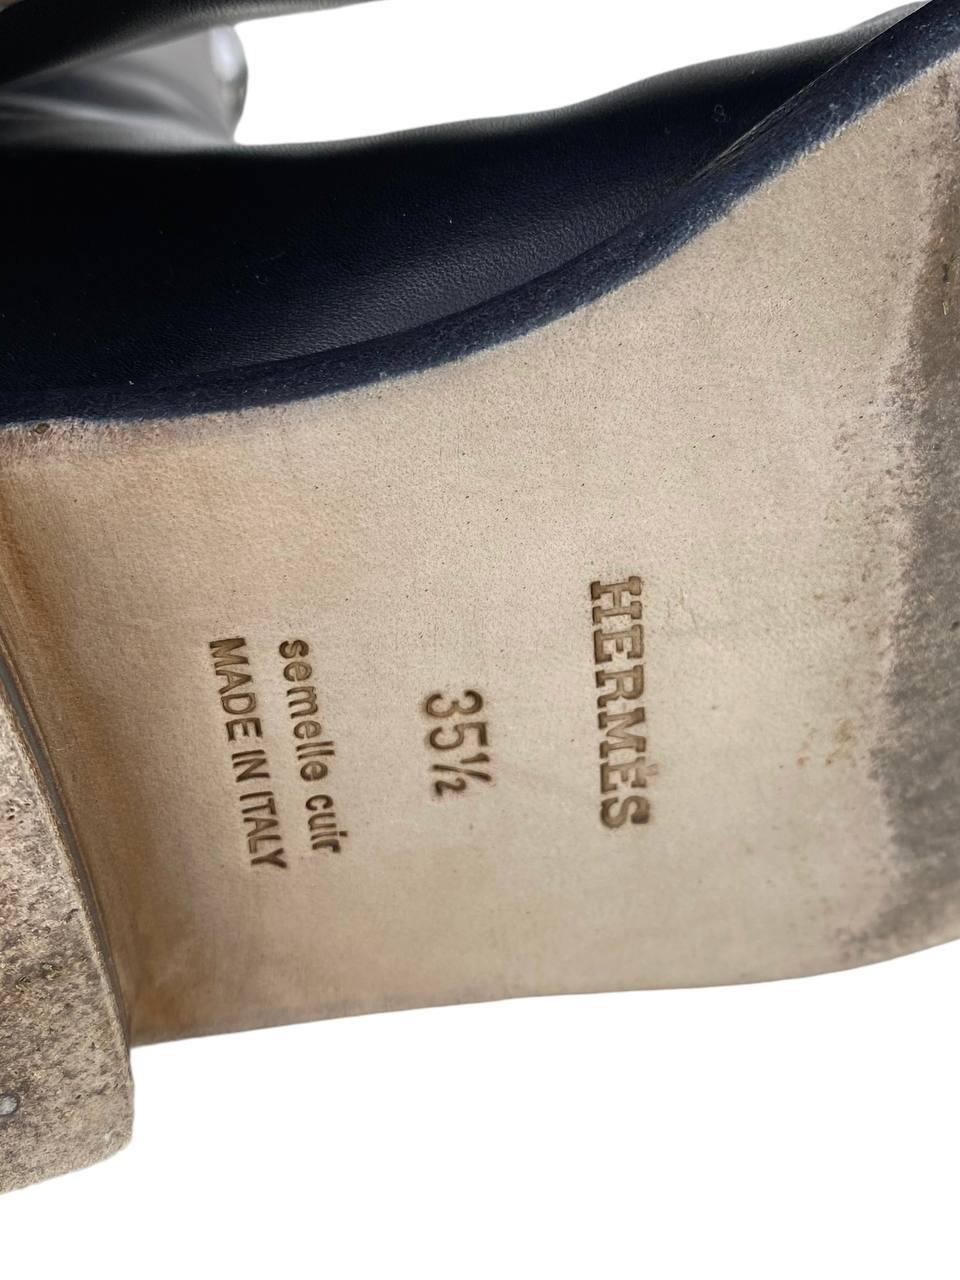 HERMÈS
35½
semelle cuir
MADE IN ITALY